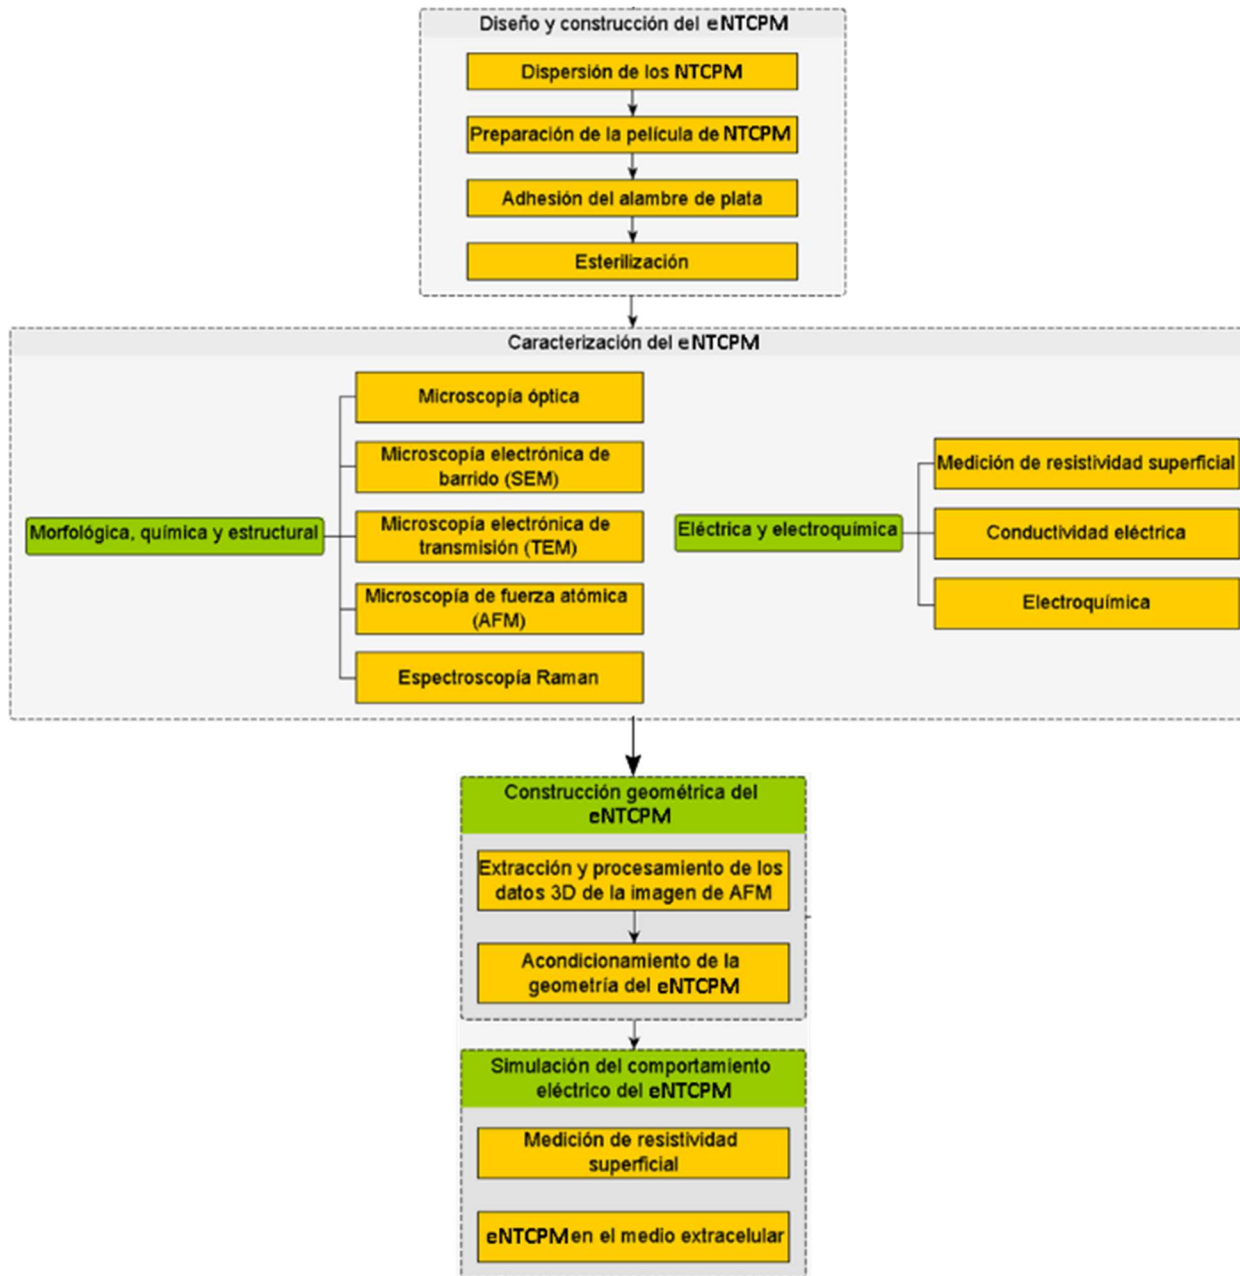 Diseño y construcción del eNTCPM
Dispersión de los NTCPM
Preparación de la película de NTCPM
Adhesión del alambre de plata
Esterilización
Caracterización del eNTCPM
Morfológica, química y estructural
Microscopía óptica
Microscopía electrónica de
barrido (SEM)
Microscopía electrónica de
transmisión (TEM)
Microscopía de fuerza atómica
(AFM)
Espectroscopía Raman
Eléctrica y electroquímica
Medición de resistividad superficial
Conductividad eléctrica
Electroquímica
Construcción geométrica del
eNTCPM
Extracción y procesamiento de los
datos 3D de la imagen de AFM
Acondicionamiento de la
geometría del eNTCPM
Simulación del comportamiento
eléctrico del eNTCPM
Medición de resistividad
superficial
eNTCPM en el medio extracelular